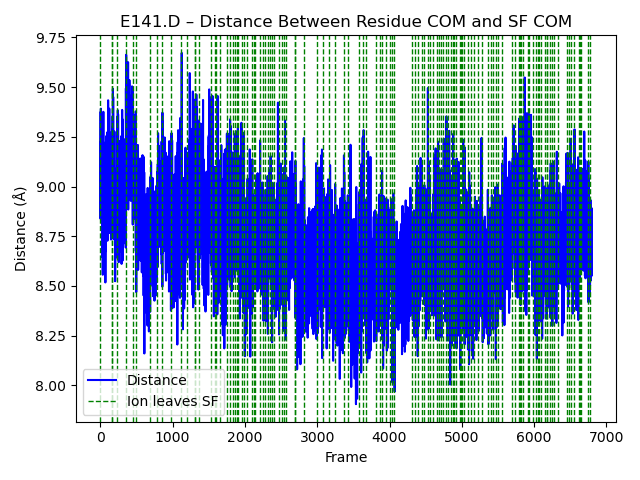 E141.D – Distance Between Residue COM and SF COM
Distance (Å)
9.75
9.50
9.25
9.00
8.75
8.50
8.25
8.00
Distance
Ion leaves SF
0 1000 2000 3000 4000 5000 6000 7000
Frame